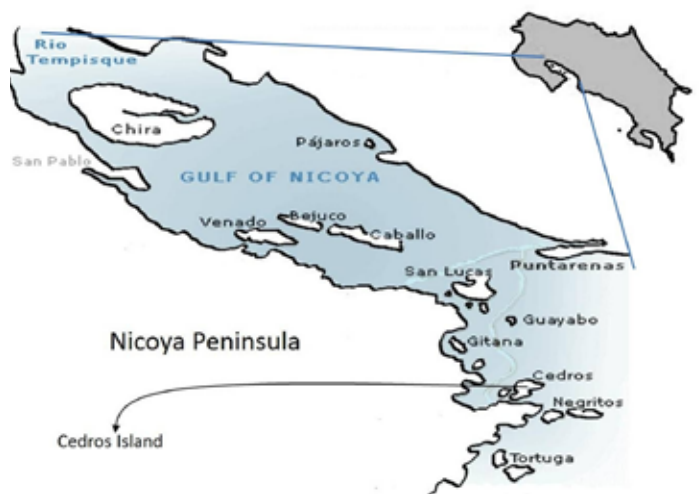 Rio
Tempisque
Chira
Pájaros
San Pablo
GULF OF NICOYA
Venado
Bejuco
Caballo
San Lucas
Puntarenas
Guayabo
Nicoya Peninsula
Gitana
Cedros
Negritos
Cedros Island
Tortuga